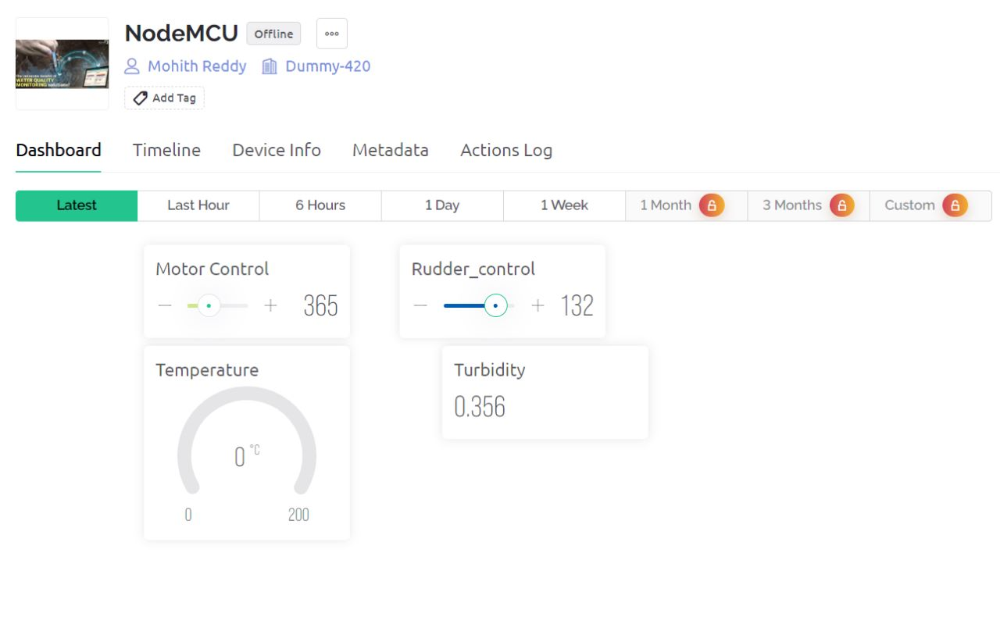 NodeMCU Offline
Mohith Reddy Dummy-420
WATER QUALITY
MONITORING solutions!
Add Tag
Dashboard Timeline Device Info Metadata Actions Log
Latest Last Hour 6 Hours 1 Day 1 Week 1 Month 3 Months Custom
Motor Control
− + 365
Rudder_control
− + 132
Temperature
0 °C
0 200
Turbidity
0.356